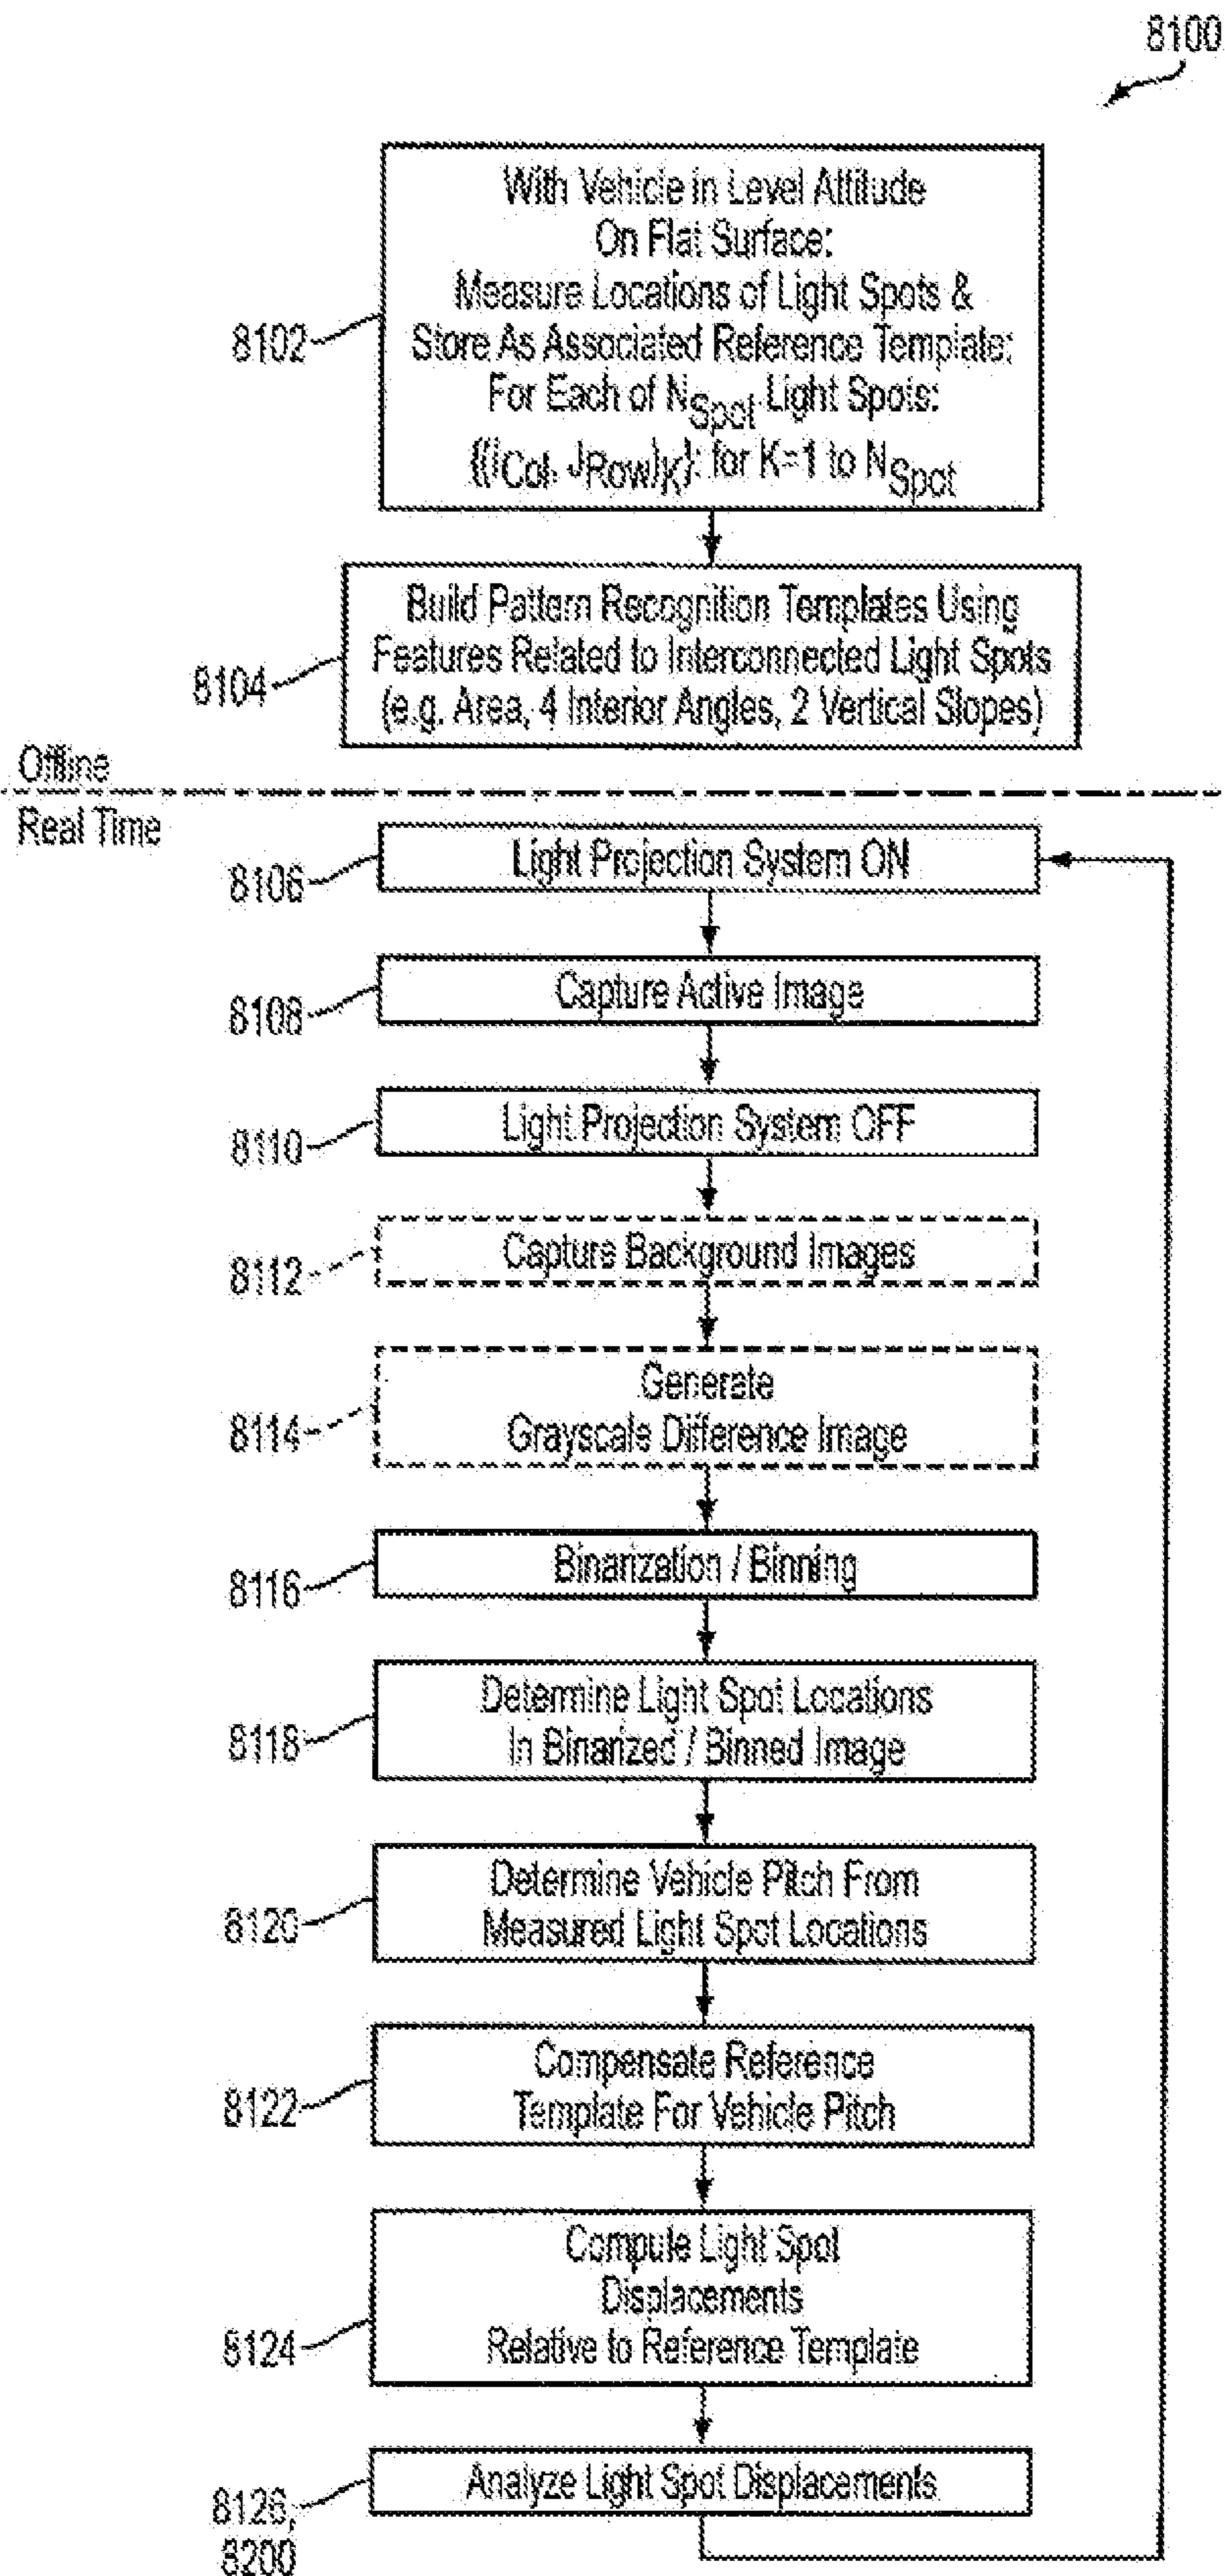 8100
With Vehicle in Level Attitude
On Flat Surface:
Measure Locations of Light Spots &
Store As Associated Reference Template:
For Each of NSpot Light Spots:
{(iCol, JRow)K}: for K=1 to NSpot
8102
Build Pattern Recognition Templates Using
Features Related to Interconnected Light Spots
(e.g. Area, 4 Interior Angles, 2 Vertical Slopes)
8104
Offline
Real Time
8106
Light Projection System ON
8108
Capture Active Image
8110
Light Projection System OFF
8112
Capture Background Images
8114
Generate
Grayscale Difference Image
8116
Binarization / Binning
8118
Determine Light Spot Locations
In Binarized / Binned Image
8120
Determine Vehicle Pitch From
Measured Light Spot Locations
8122
Compensate Reference
Template For Vehicle Pitch
8124
Compute Light Spot
Displacements
Relative to Reference Template
8126,
8200
Analyze Light Spot Displacements